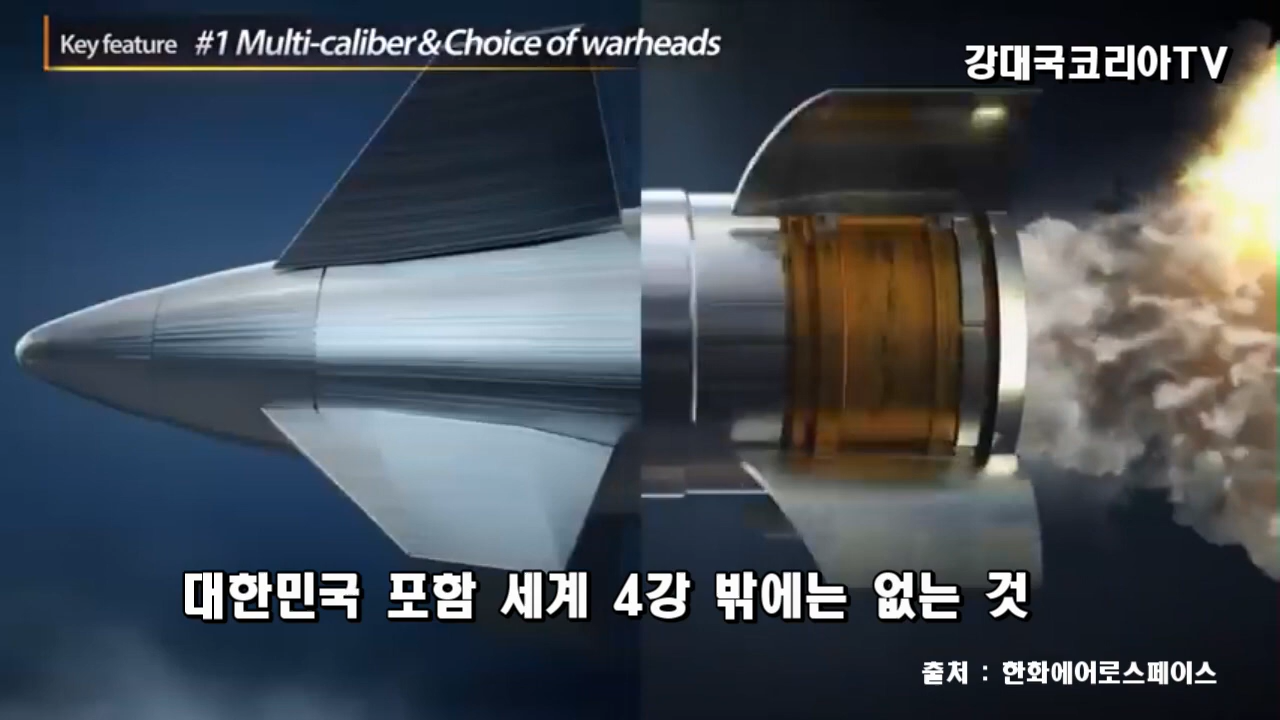 Key feature #1 Multi-caliber & Choice of warheads
강대국코리아TV
대한민국 포함 세계 4강 밖에는 없는 것
출처 : 한화에어로스페이스